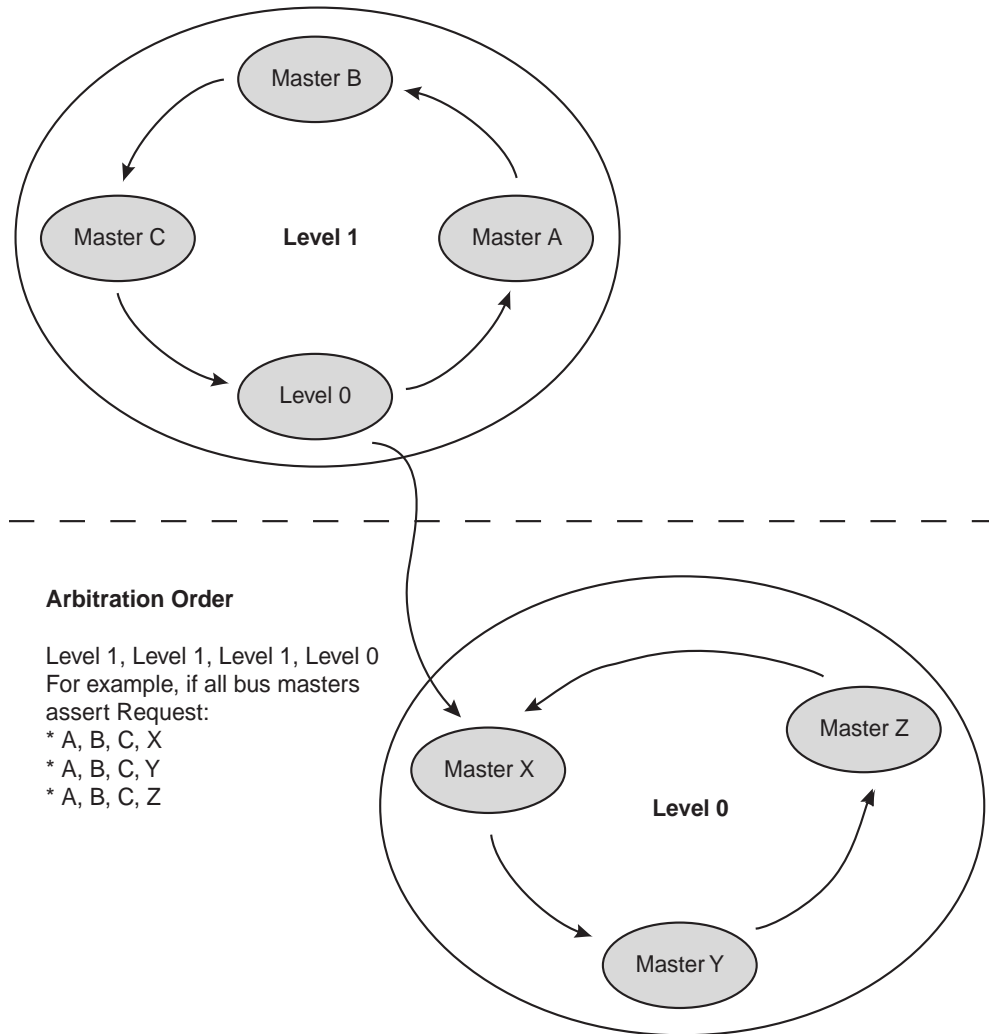 Master B
Master C
Level 1
Master A
Level 0
Arbitration Order
Level 1, Level 1, Level 1, Level 0
For example, if all bus masters
assert Request:
* A, B, C, X
* A, B, C, Y
* A, B, C, Z
Master Z
Master X
Level 0
Master Y